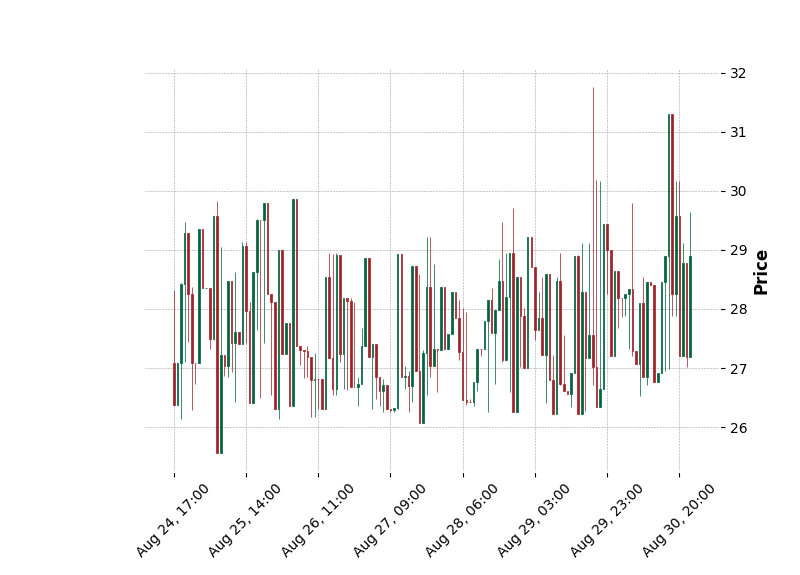 32
31
30
29
28
27
26
Price
Aug 24, 17:00
Aug 25, 14:00
Aug 26, 11:00
Aug 27, 09:00
Aug 28, 06:00
Aug 29, 03:00
Aug 29, 23:00
Aug 30, 20:00